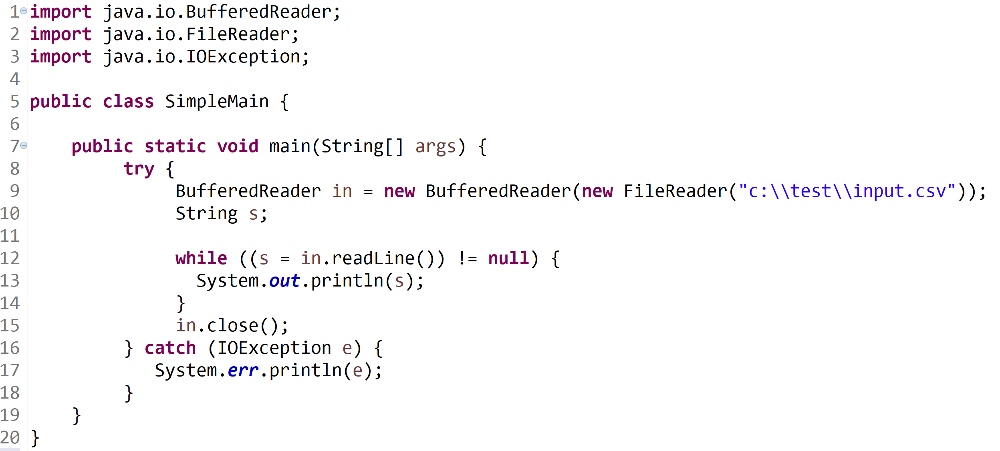 1 import java.io.BufferedReader;
2 import java.io.FileReader;
3 import java.io.IOException;
4
5 public class SimpleMain {
6
7     public static void main(String[] args) {
8          try {
9               BufferedReader in = new BufferedReader(new FileReader("c:\\test\\input.csv"));
10              String s;
11
12              while ((s = in.readLine()) != null) {
13                System.out.println(s);
14              }
15              in.close();
16         } catch (IOException e) {
17            System.err.println(e);
18         }
19    }
20 }